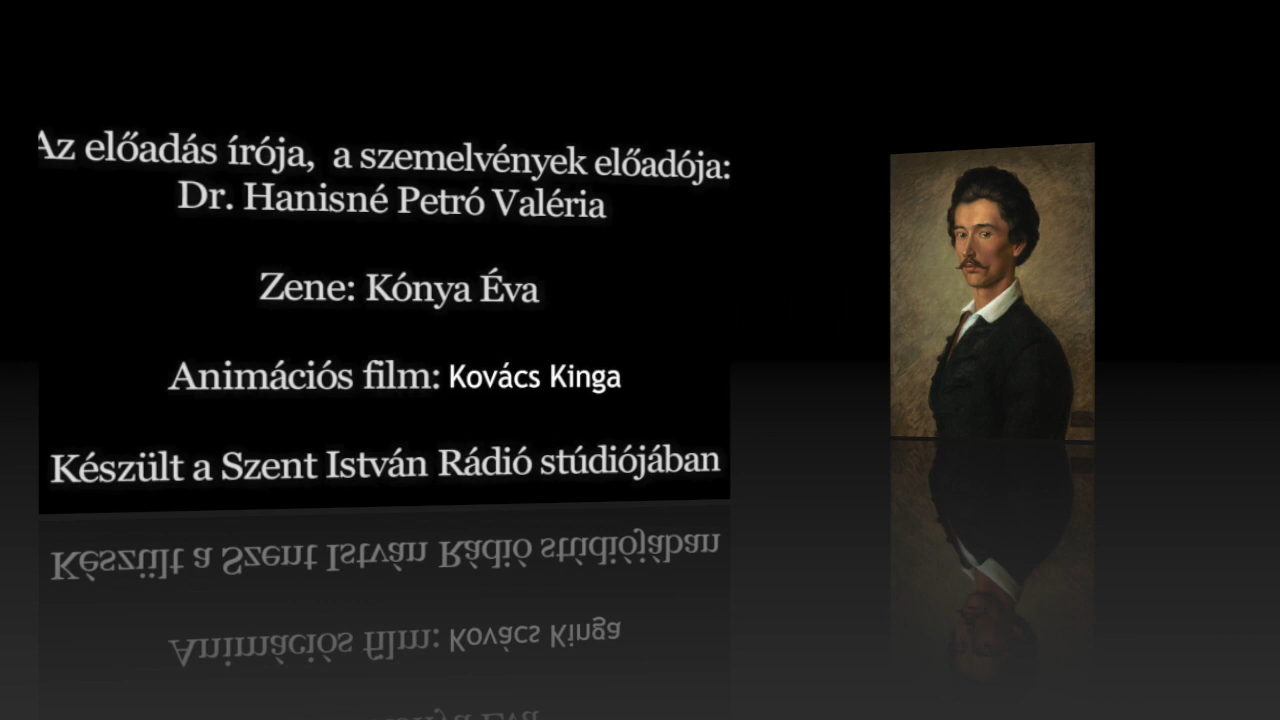 Az előadás írója, a szemelvények előadója:
Dr. Hanisné Petró Valéria
Zene: Kónya Éva
Animációs film: Kovács Kinga
Készült a Szent István Rádió stúdiójában